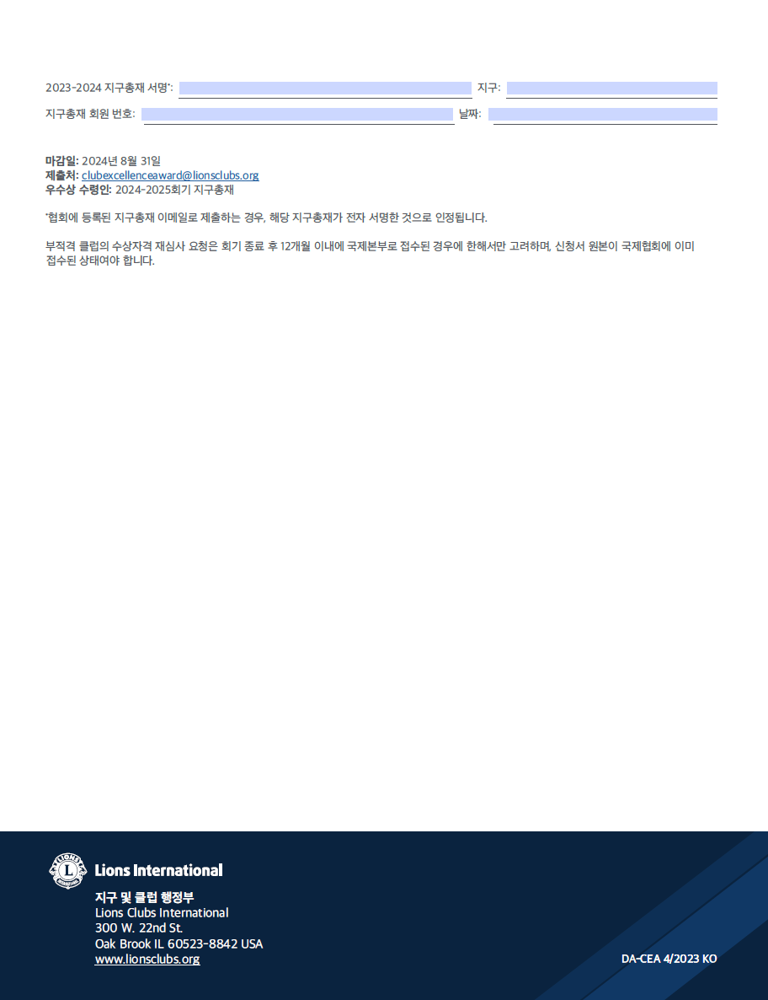 2023-2024 지구총재 서명*: 지구:
지구총재 회원 번호: 날짜:
마감일: 2024년 8월 31일
제출처: clubexcellenceaward@lionsclubs.org
우수상 수령인: 2024-2025회기 지구총재
*협회에 등록된 지구총재 이메일로 제출하는 경우, 해당 지구총재가 전자 서명한 것으로 인정됩니다.
부적격 클럽의 수상자격 재심사 요청은 회기 종료 후 12개월 이내에 국제본부로 접수된 경우에 한해서만 고려하며, 신청서 원본이 국제협회에 이미
접수된 상태여야 합니다.
LIONS
L
INTERNATIONAL
Lions International
지구 및 클럽 행정부
Lions Clubs International
300 W. 22nd St.
Oak Brook IL 60523-8842 USA
www.lionsclubs.org
DA-CEA 4/2023 KO